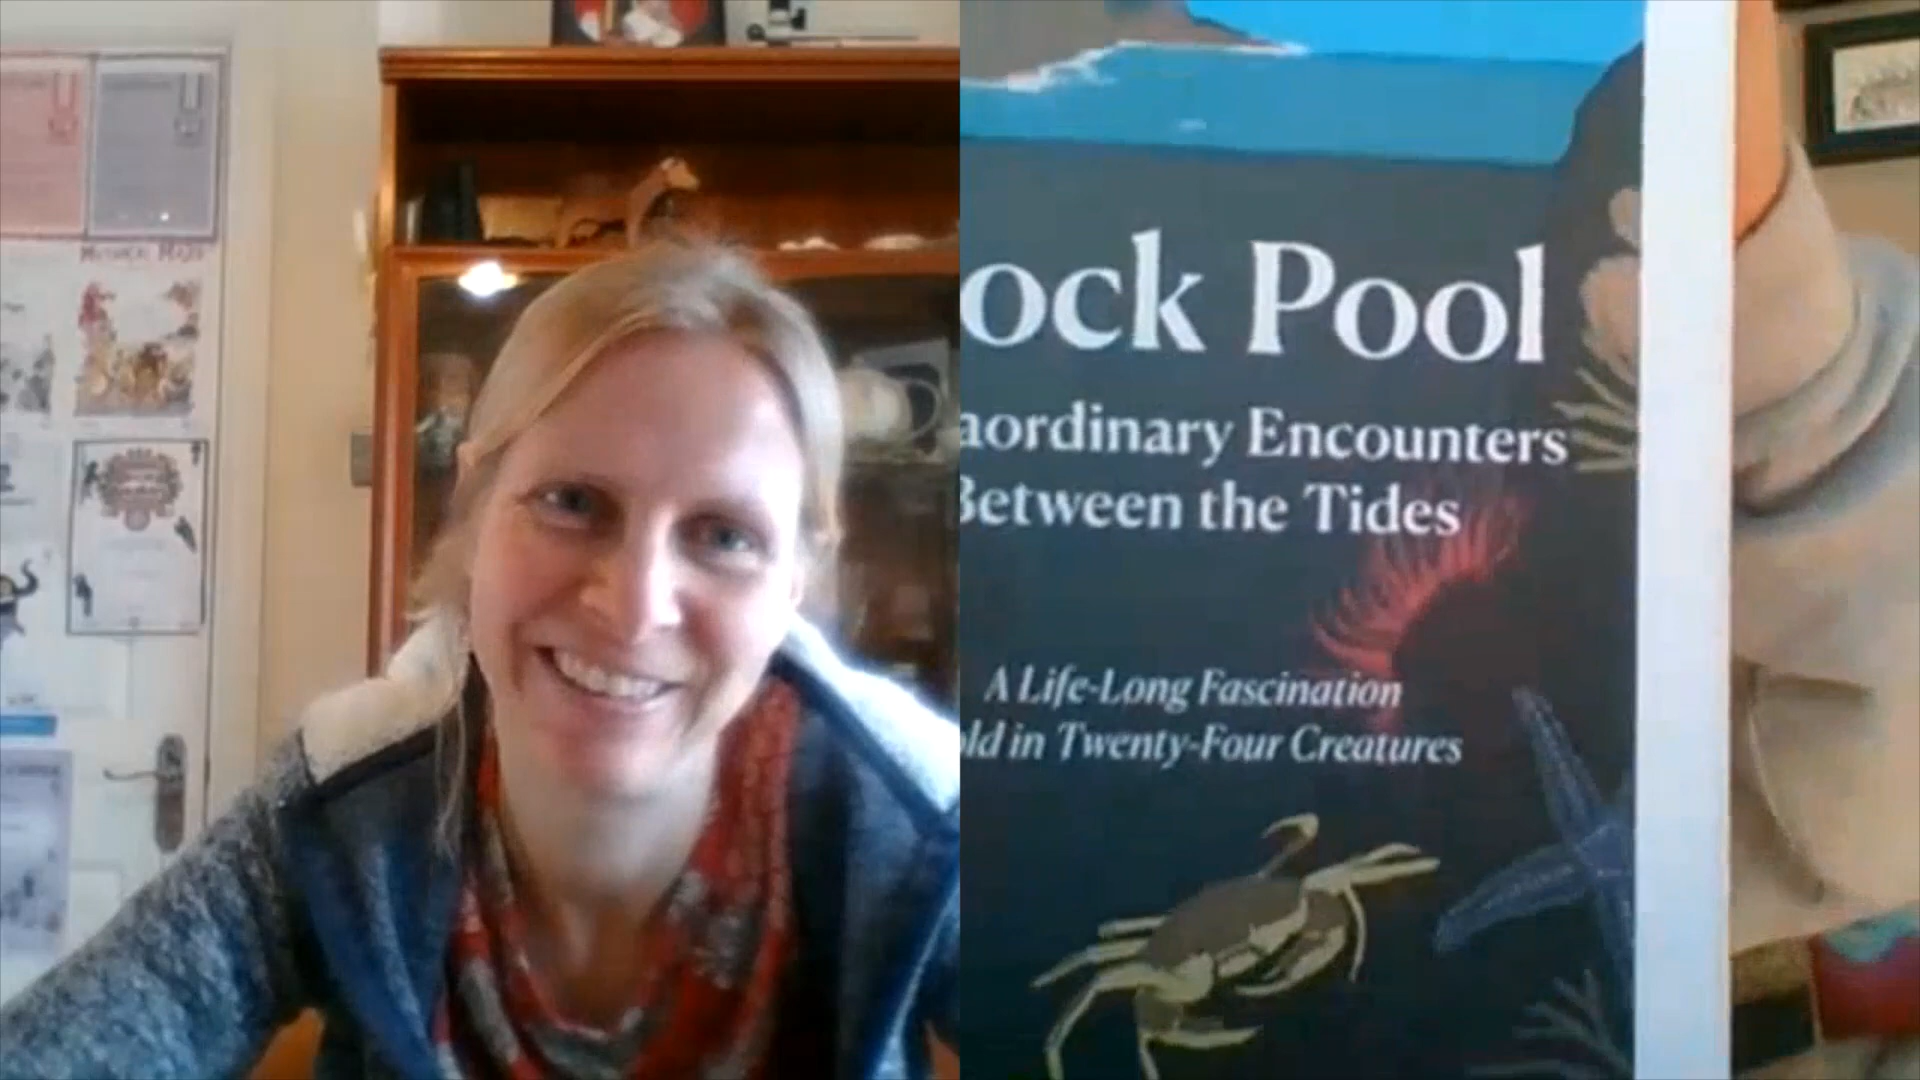 ock Pool
aordinary Encounters
Between the Tides
A Life-Long Fascination
old in Twenty-Four Creatures